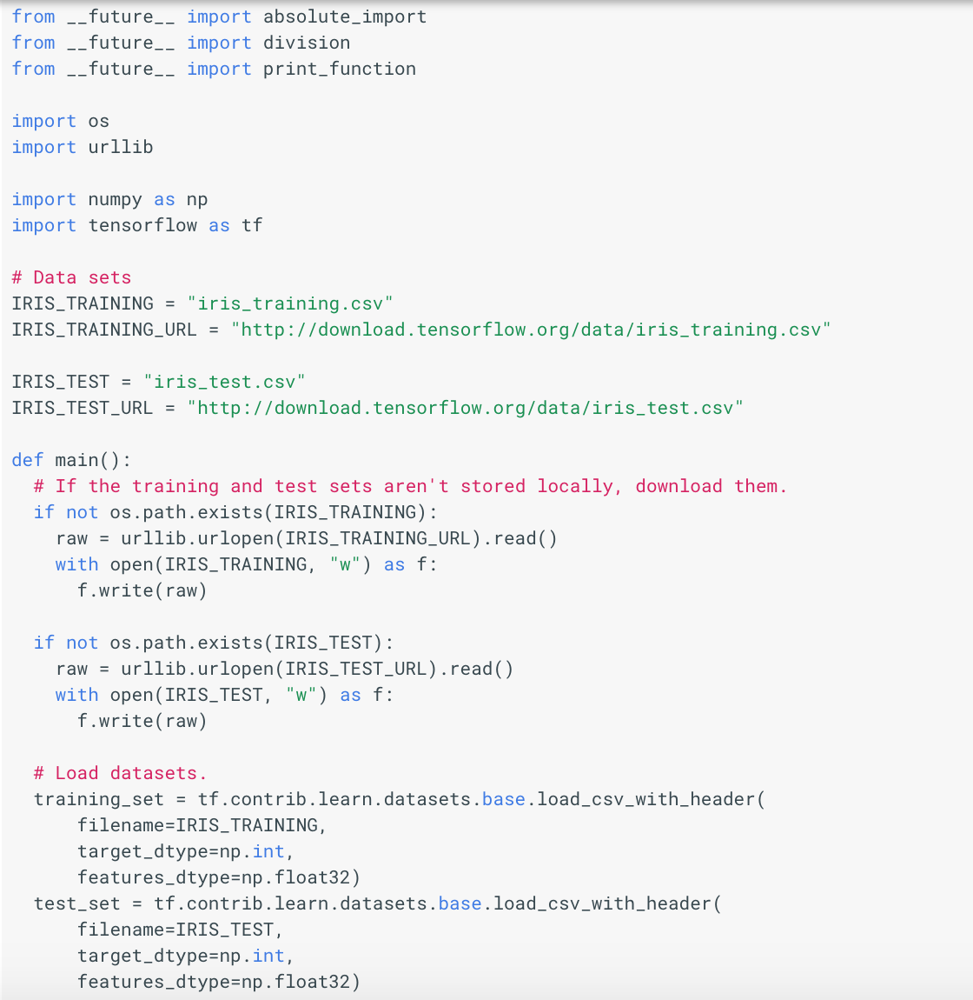 from __future__ import absolute_import
from __future__ import division
from __future__ import print_function

import os
import urllib

import numpy as np
import tensorflow as tf

# Data sets
IRIS_TRAINING = "iris_training.csv"
IRIS_TRAINING_URL = "http://download.tensorflow.org/data/iris_training.csv"

IRIS_TEST = "iris_test.csv"
IRIS_TEST_URL = "http://download.tensorflow.org/data/iris_test.csv"

def main():
  # If the training and test sets aren't stored locally, download them.
  if not os.path.exists(IRIS_TRAINING):
    raw = urllib.urlopen(IRIS_TRAINING_URL).read()
    with open(IRIS_TRAINING, "w") as f:
      f.write(raw)

  if not os.path.exists(IRIS_TEST):
    raw = urllib.urlopen(IRIS_TEST_URL).read()
    with open(IRIS_TEST, "w") as f:
      f.write(raw)

  # Load datasets.
  training_set = tf.contrib.learn.datasets.base.load_csv_with_header(
      filename=IRIS_TRAINING,
      target_dtype=np.int,
      features_dtype=np.float32)
  test_set = tf.contrib.learn.datasets.base.load_csv_with_header(
      filename=IRIS_TEST,
      target_dtype=np.int,
      features_dtype=np.float32)